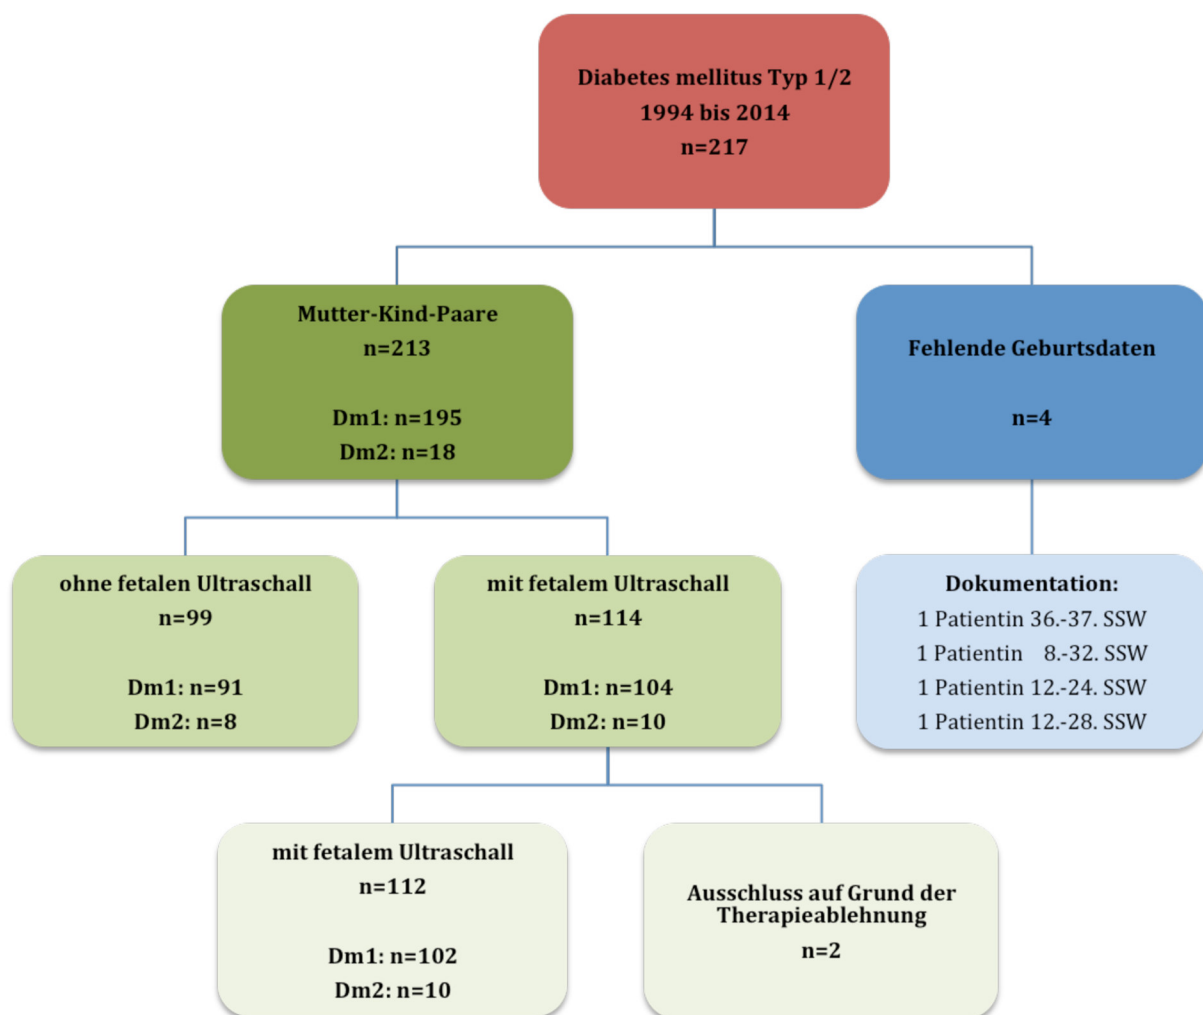 Diabetes mellitus Typ 1/2
1994 bis 2014
n=217
Mutter-Kind-Paare
n=213
Dm1: n=195
Dm2: n=18
Fehlende Geburtsdaten
n=4
ohne fetalen Ultraschall
n=99
Dm1: n=91
Dm2: n=8
mit fetalem Ultraschall
n=114
Dm1: n=104
Dm2: n=10
Dokumentation:
1 Patientin 36.-37. SSW
1 Patientin 8.-32. SSW
1 Patientin 12.-24. SSW
1 Patientin 12.-28. SSW
mit fetalem Ultraschall
n=112
Dm1: n=102
Dm2: n=10
Ausschluss auf Grund der
Therapieablehnung
n=2